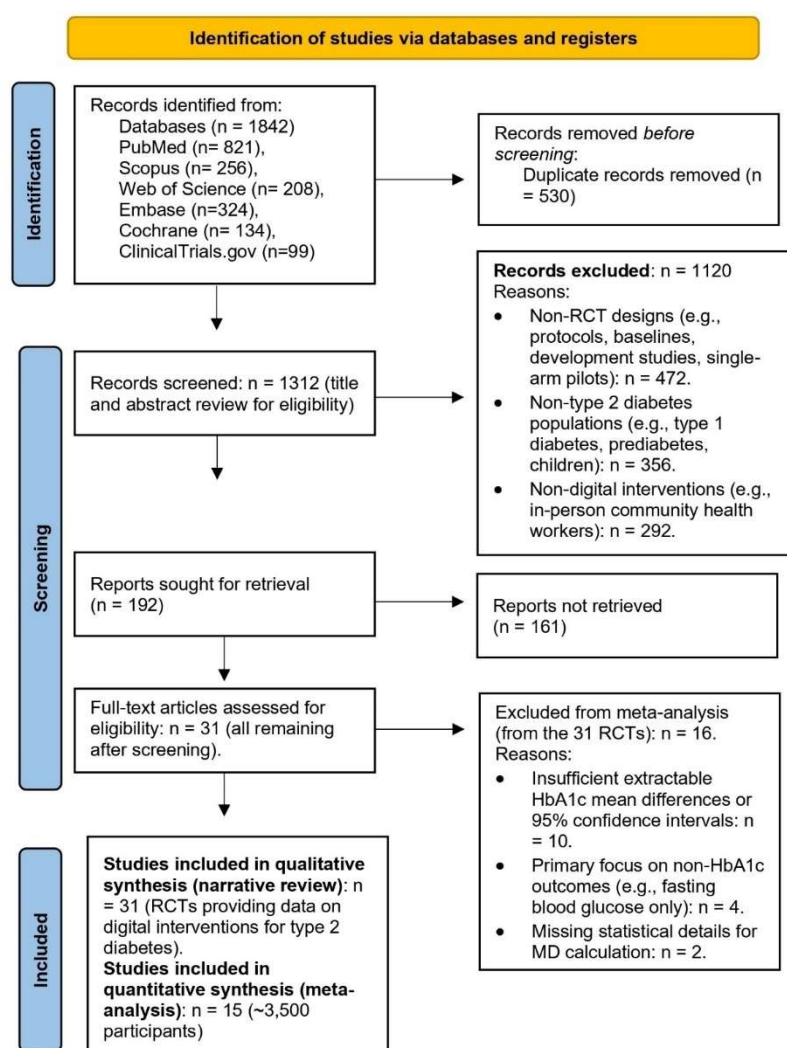 Identification of studies via databases and registers
Identification
Records identified from:
Databases (n = 1842)
PubMed (n= 821),
Scopus (n= 256),
Web of Science (n= 208),
Embase (n=324),
Cochrane (n= 134),
ClinicalTrials.gov (n=99)
Records removed before
screening:
Duplicate records removed (n
= 530)
Screening
Records screened: n = 1312 (title
and abstract review for eligibility)
Records excluded: n = 1120
Reasons:
• Non-RCT designs (e.g.,
protocols, baselines,
development studies, single-
arm pilots): n = 472.
• Non-type 2 diabetes
populations (e.g., type 1
diabetes, prediabetes,
children): n = 356.
• Non-digital interventions (e.g.,
in-person community health
workers): n = 292.
Reports sought for retrieval
(n = 192)
Reports not retrieved
(n = 161)
Full-text articles assessed for
eligibility: n = 31 (all remaining
after screening).
Excluded from meta-analysis
(from the 31 RCTs): n = 16.
Reasons:
• Insufficient extractable
HbA1c mean differences or
95% confidence intervals: n
= 10.
• Primary focus on non-HbA1c
outcomes (e.g., fasting
blood glucose only): n = 4.
• Missing statistical details for
MD calculation: n = 2.
Included
Studies included in qualitative
synthesis (narrative review): n
= 31 (RCTs providing data on
digital interventions for type 2
diabetes).
Studies included in
quantitative synthesis (meta-
analysis): n = 15 (~3,500
participants)